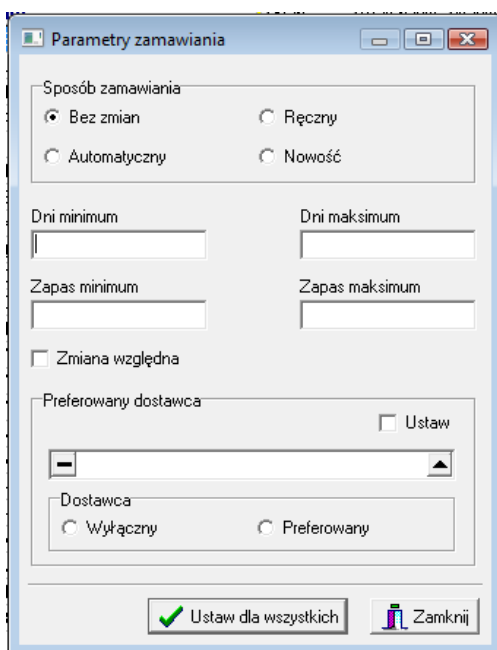 Parametry zamawiania
Sposób zamawiania
Bez zmian
Ręczny
Automatyczny
Nowość
Dni minimum
Dni maksimum
Zapas minimum
Zapas maksimum
Zmiana względna
Preferowany dostawca
Ustaw
Dostawca
Wyłączny
Preferowany
Ustaw dla wszystkich
Zamknij